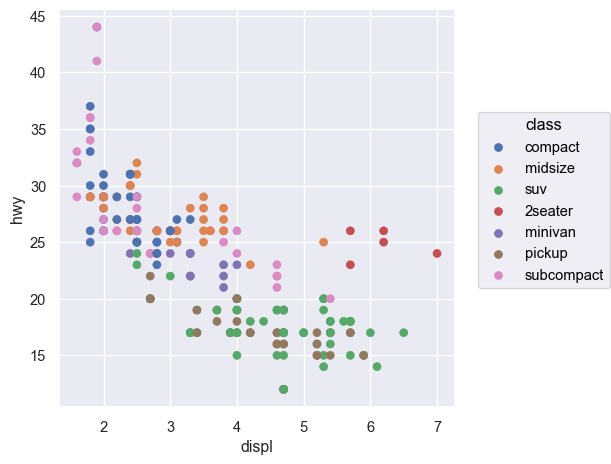 45
40
35
30
25
20
15
hwy
2 3 4 5 6 7
displ
class
compact
midsize
suv
2seater
minivan
pickup
subcompact